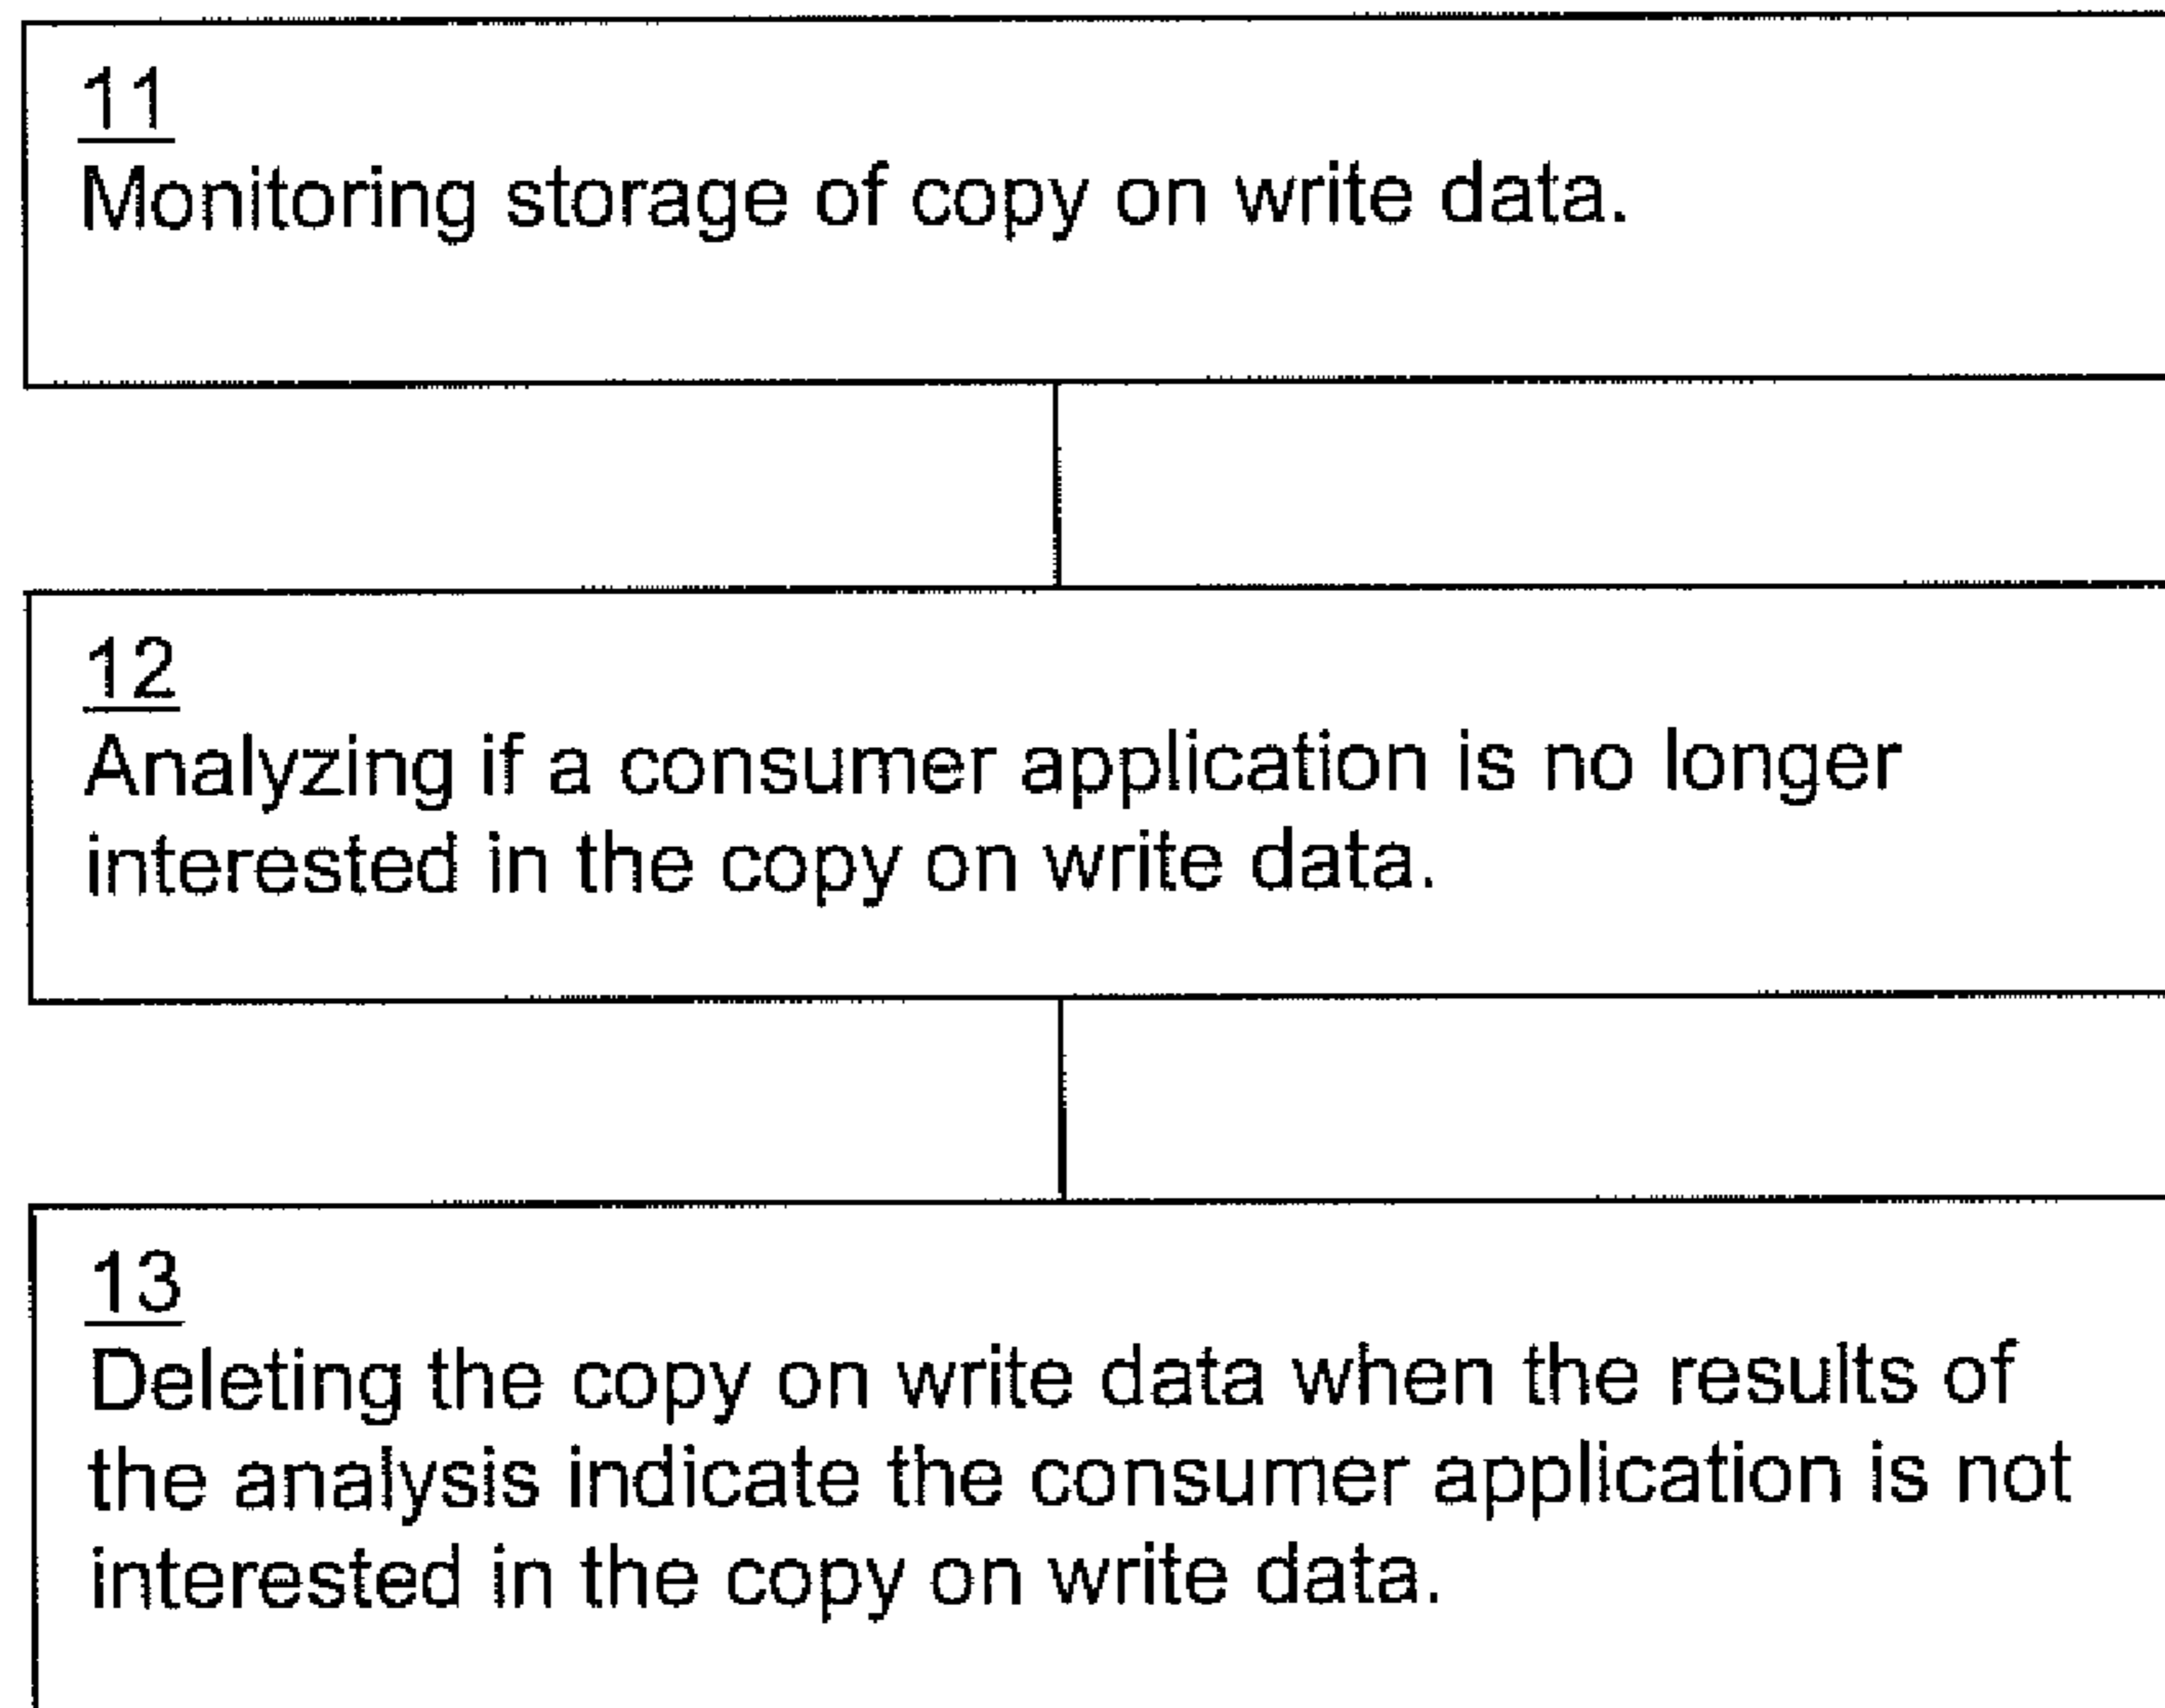 11
Monitoring storage of copy on write data.
12
Analyzing if a consumer application is no longer
interested in the copy on write data.
13
Deleting the copy on write data when the results of
the analysis indicate the consumer application is not
interested in the copy on write data.